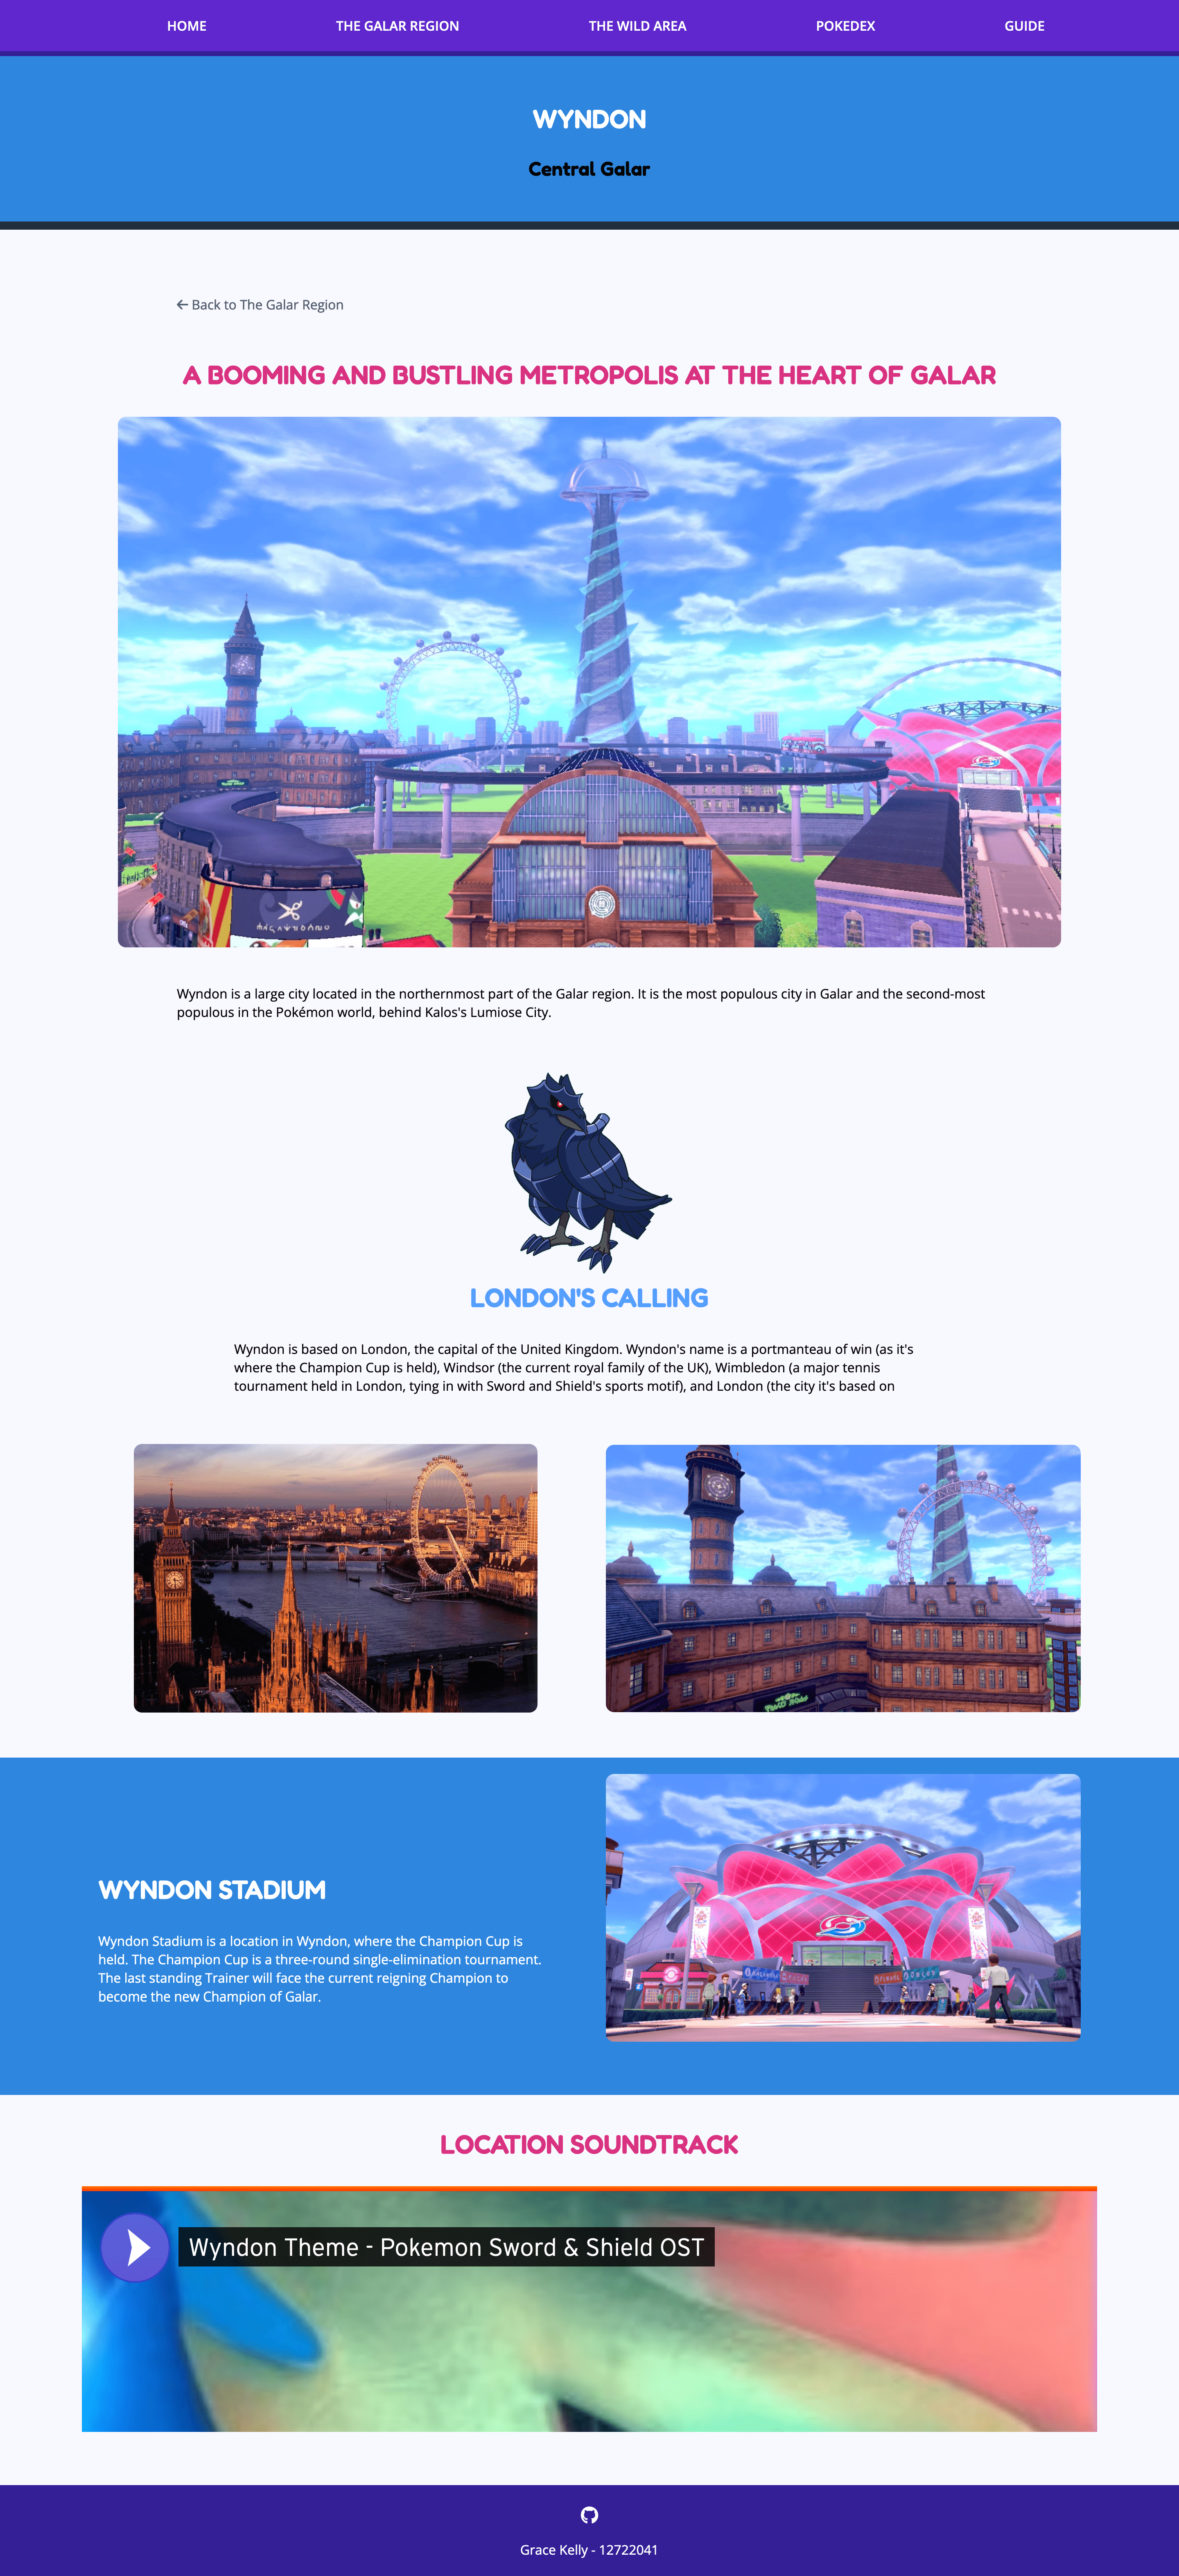 HOME
THE GALAR REGION
THE WILD AREA
POKEDEX
GUIDE
WYNDON
Central Galar
Back to The Galar Region
A BOOMING AND BUSTLING METROPOLIS AT THE HEART OF GALAR
Wyndon is a large city located in the northernmost part of the Galar region. It is the most populous city in Galar and the second-most
populous in the Pokémon world, behind Kalos's Lumiose City.
LONDON'S CALLING
Wyndon is based on London, the capital of the United Kingdom. Wyndon's name is a portmanteau of win (as it's
where the Champion Cup is held), Windsor (the current royal family of the UK), Wimbledon (a major tennis
tournament held in London, tying in with Sword and Shield's sports motif), and London (the city it's based on
WYNDON STADIUM
Wyndon Stadium is a location in Wyndon, where the Champion Cup is
held. The Champion Cup is a three-round single-elimination tournament.
The last standing Trainer will face the current reigning Champion to
become the new Champion of Galar.
LOCATION SOUNDTRACK
Wyndon Theme - Pokemon Sword & Shield OST
Grace Kelly - 12722041